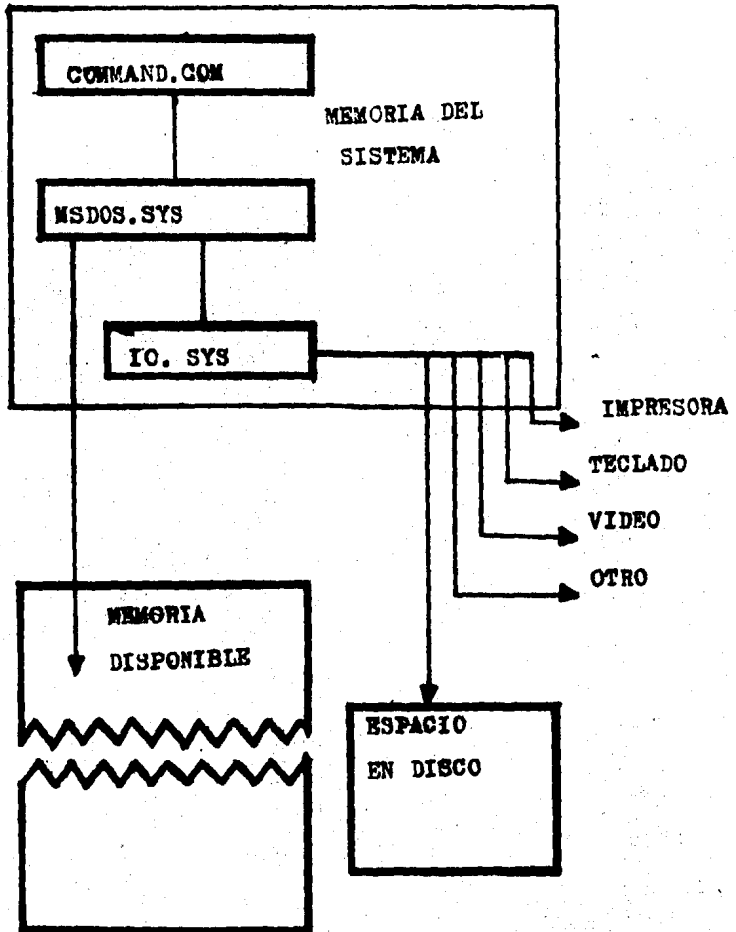 COMMAND.COM
MEMORIA DEL
SISTEMA
MSDOS.SYS
IO. SYS
IMPRESORA
TECLADO
VIDEO
OTRO
MEMORIA
DISPONIBLE
ESPACIO
EN DISCO